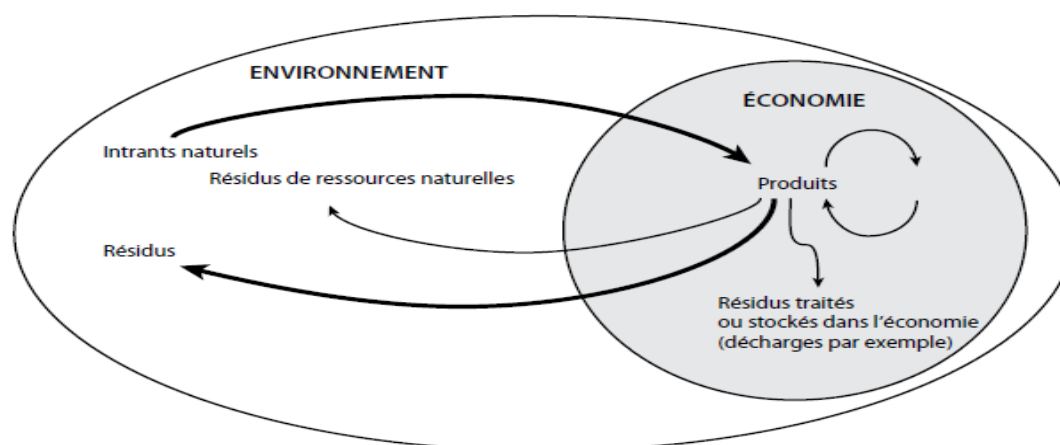 ENVIRONNEMENT
ÉCONOMIE
Intrants naturels
Résidus de ressources naturelles
Produits
Résidus
Résidus traités
ou stockés dans l'économie
(décharges par exemple)